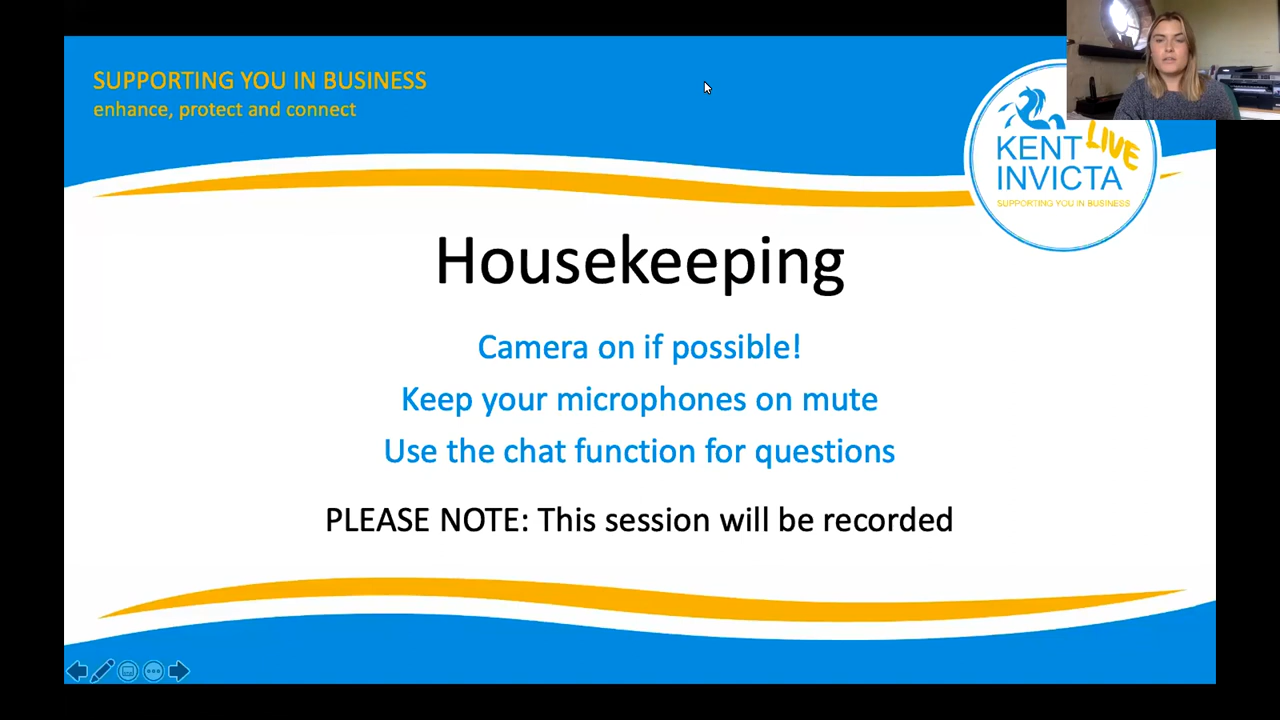 SUPPORTING YOU IN BUSINESS
enhance, protect and connect
KENT LIVE
INVICTA
SUPPORTING YOU IN BUSINESS
Housekeeping
Camera on if possible!
Keep your microphones on mute
Use the chat function for questions
PLEASE NOTE: This session will be recorded